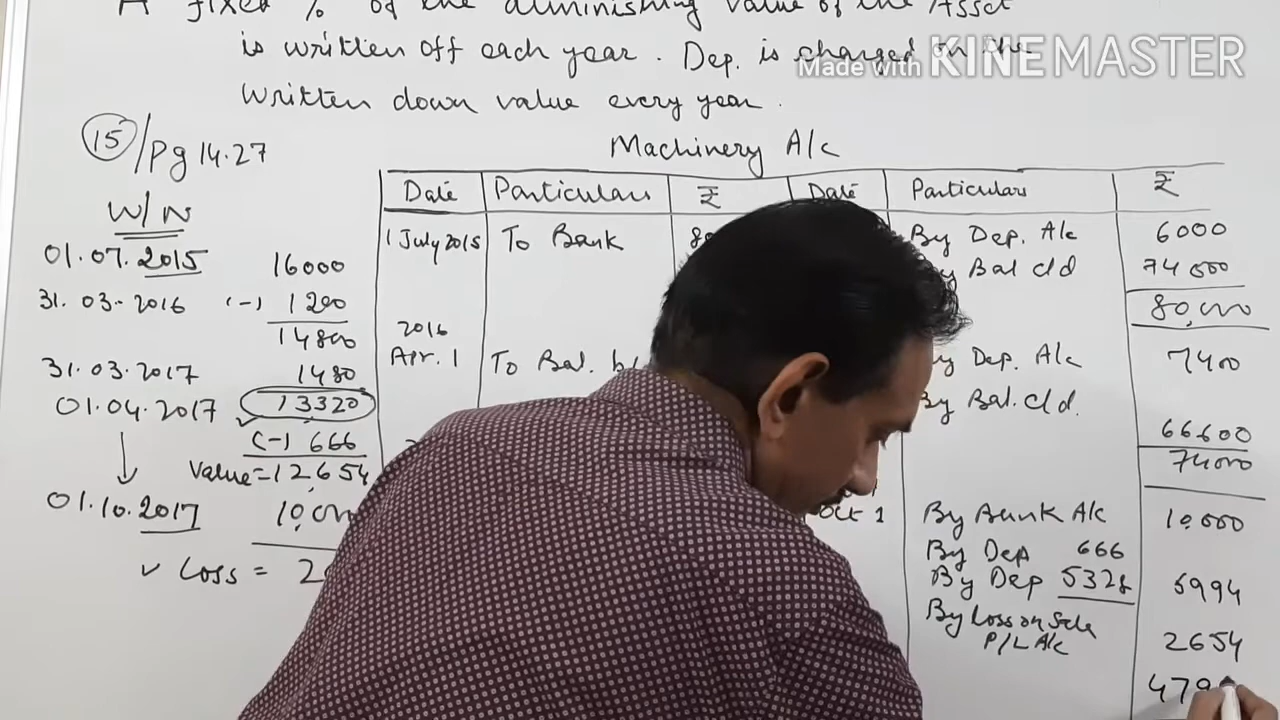 A fixed % of the diminishing value of the Asset
is written off each year. Dep. is charged on the
written down value every year.
Made with KINEMASTER
15/Pg 14.27
Machinery A/c
W/N
01.07.2015 16000
31.03.2016 (-) 1200
14800
31.03.2017 1480
01.04.2017 13320
(-) 666
Value = 12,654
01.10.2017 10,000
✓ Loss =
Date Particulars ₹ Date Particulars ₹
1 July 2015 To Bank By Dep. A/c 6000
By Bal c/d 74000
80,000
2016
Apr. 1 To Bal. By Dep. A/c 7400
By Bal. c/d. 66600
74000
Oct 1 By Bank A/c 10,000
By Dep 666
By Dep 5328 5994
By Loss on Sale
P/L A/c 2654